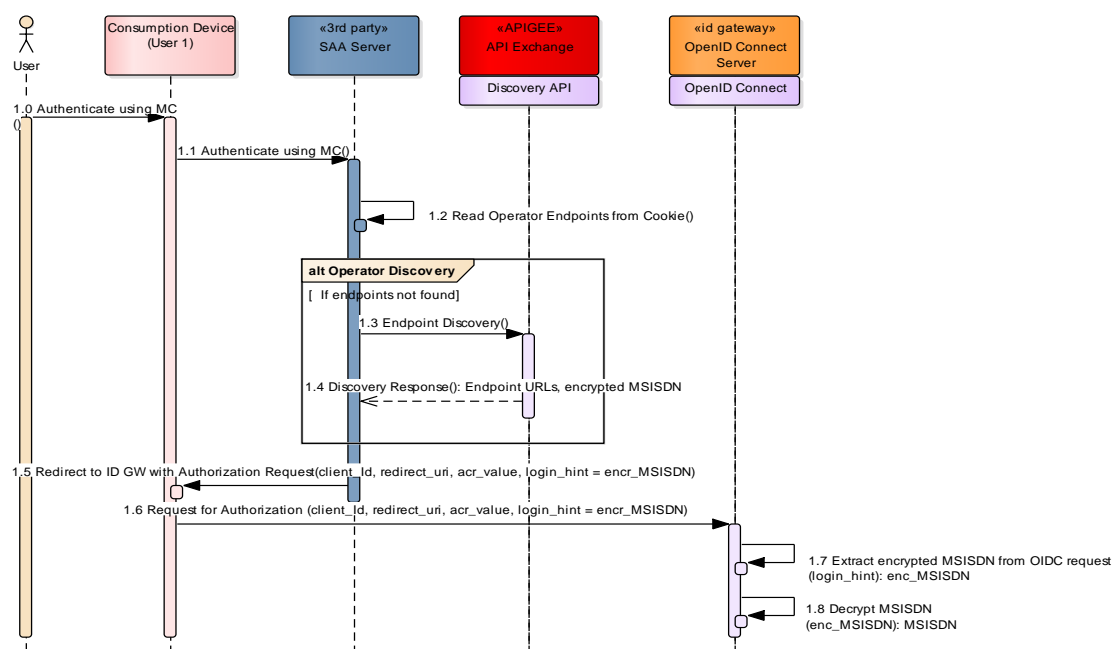 User
Consumption Device
(User 1)
«3rd party»
SAA Server
«APIGEE»
API Exchange
Discovery API
«id gateway»
OpenID Connect
Server
OpenID Connect
1.0 Authenticate using MC
()
1.1 Authenticate using MC()
1.2 Read Operator Endpoints from Cookie()
alt Operator Discovery
[ If endpoints not found]
1.3 Endpoint Discovery()
1.4 Discovery Response(): Endpoint URLs, encrypted MSISDN
1.5 Redirect to ID GW with Authorization Request(client_Id, redirect_uri, acr_value, login_hint = encr_MSISDN)
1.6 Request for Authorization (client_Id, redirect_uri, acr_value, login_hint = encr_MSISDN)
1.7 Extract encrypted MSISDN from OIDC request
(login_hint): enc_MSISDN
1.8 Decrypt MSISDN
(enc_MSISDN): MSISDN